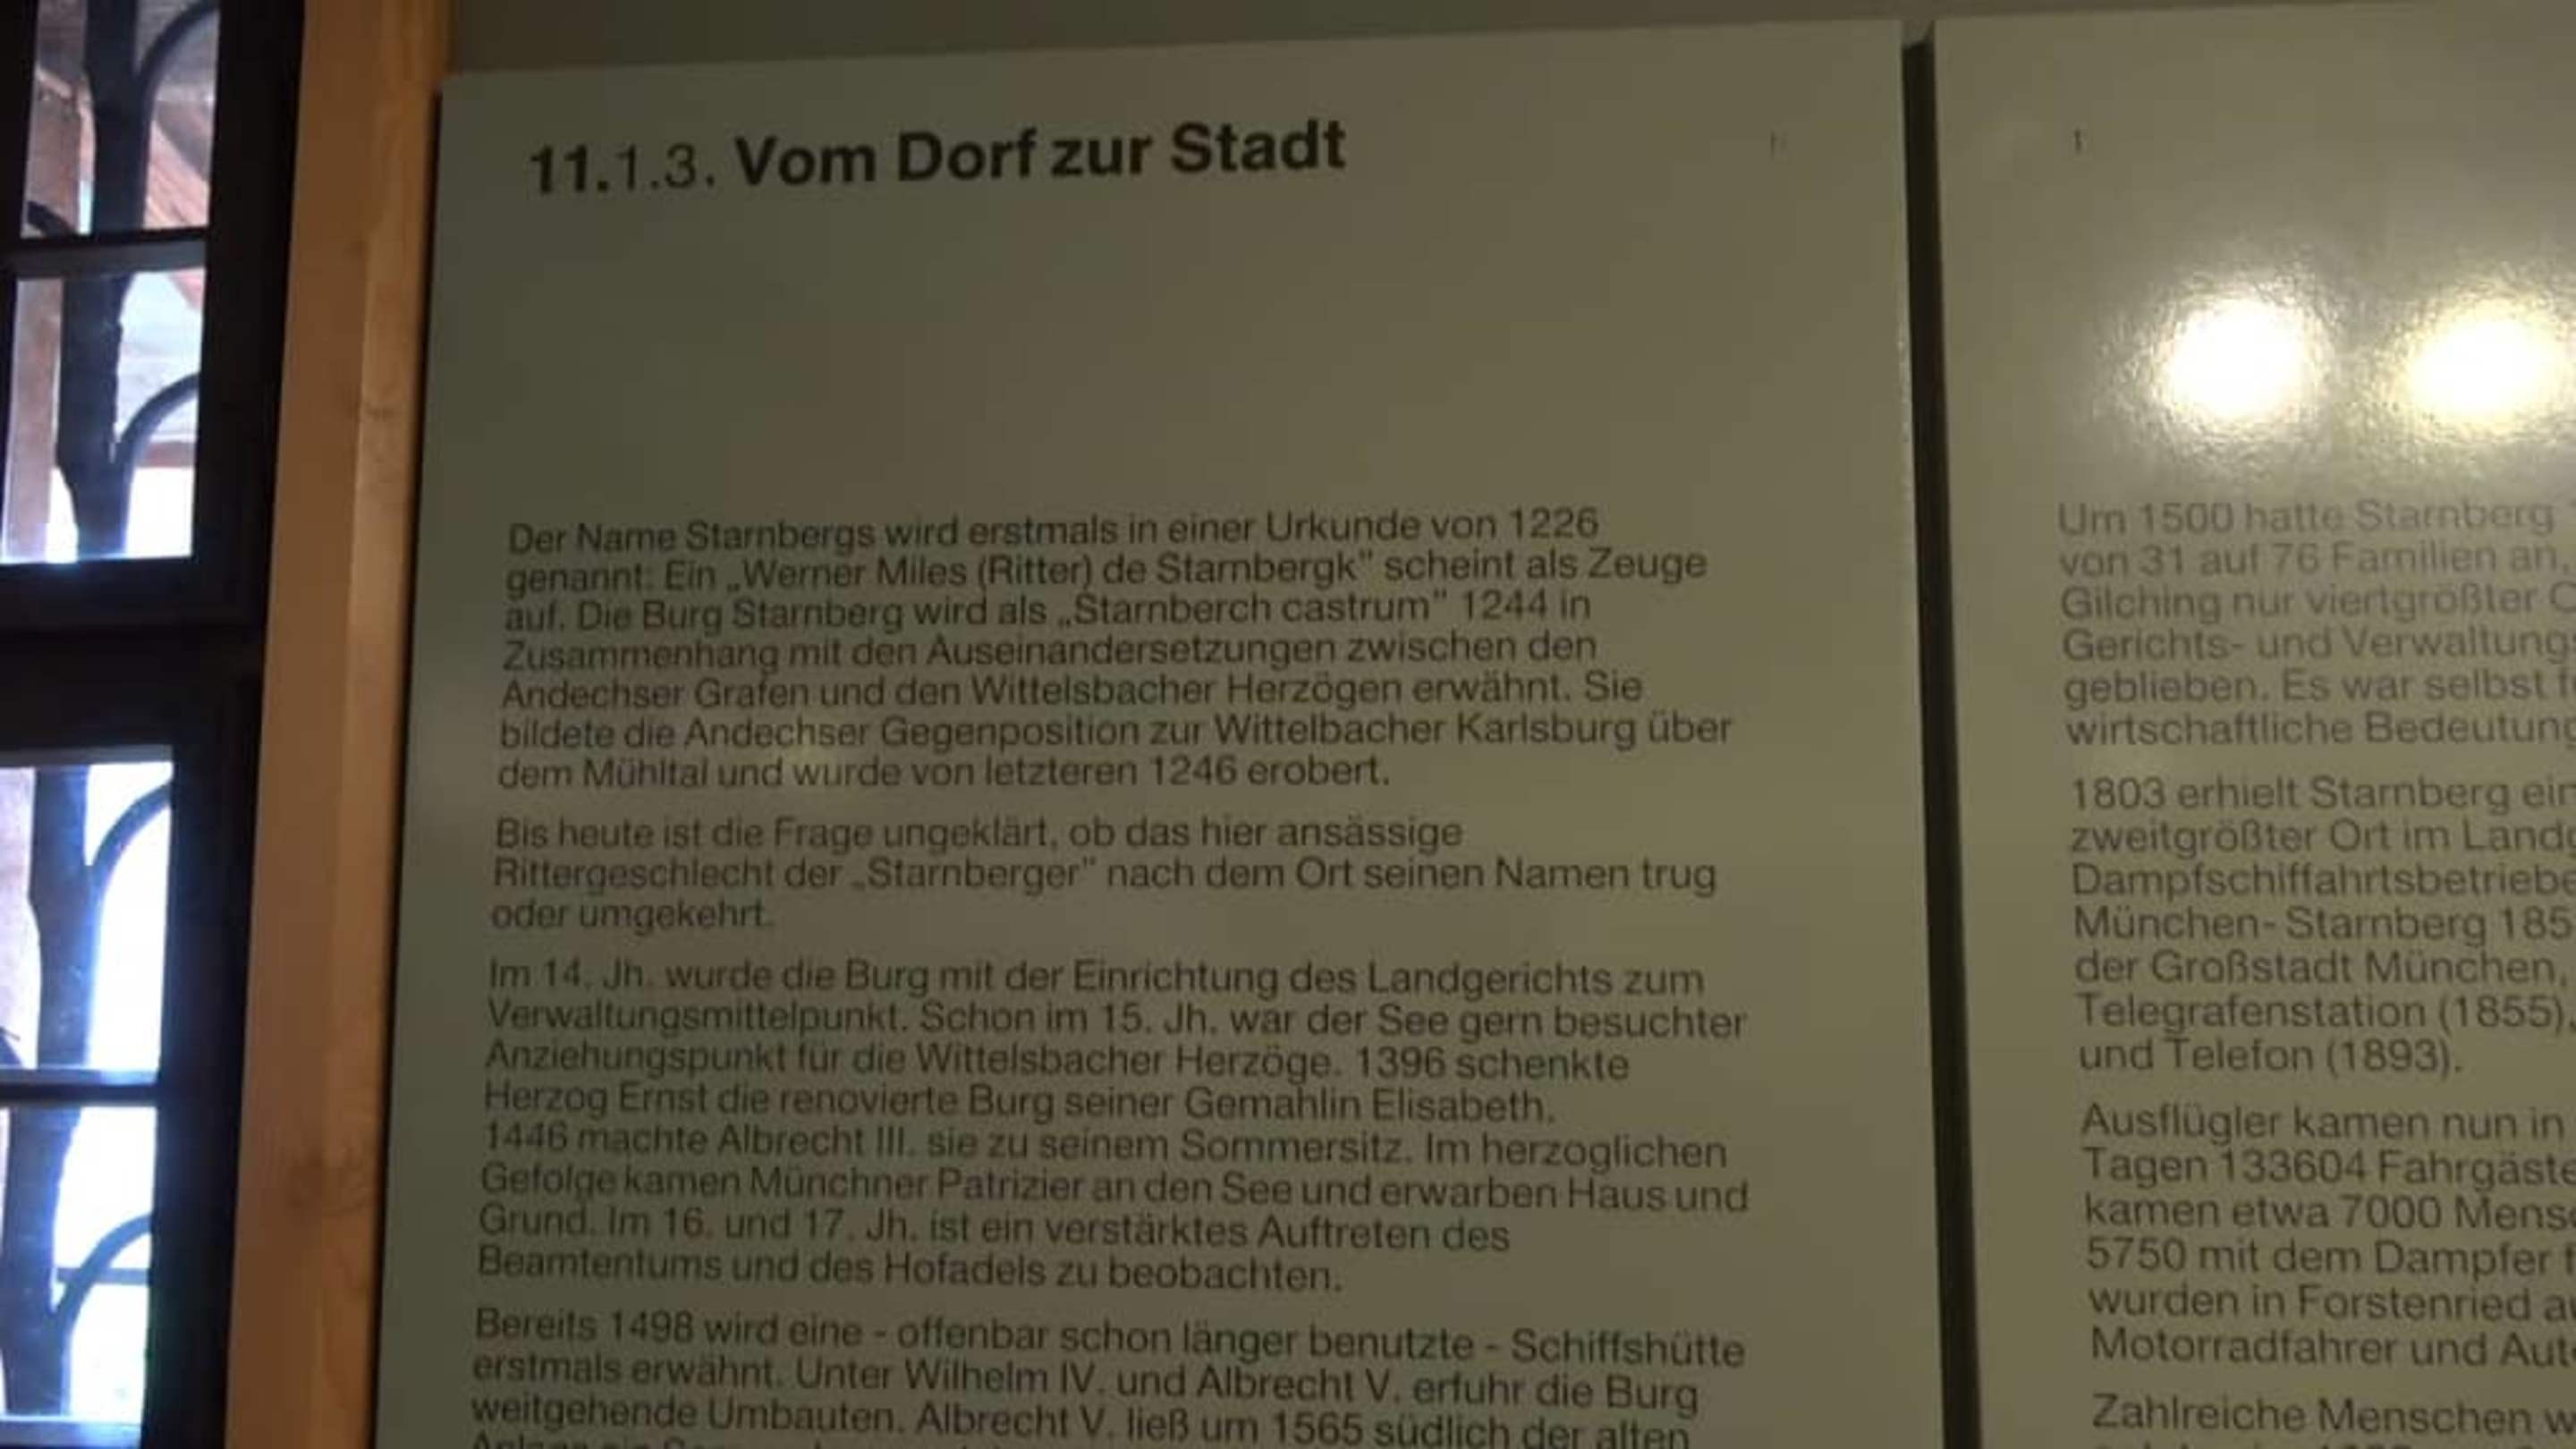 11.1.3. Vom Dorf zur Stadt
Der Name Starnbergs wird erstmals in einer Urkunde von 1226
genannt: Ein „Werner Miles (Ritter) de Starnbergk" scheint als Zeuge
auf. Die Burg Starnberg wird als „Starnberch castrum" 1244 in
Zusammenhang mit den Auseinandersetzungen zwischen den
Andechser Grafen und den Wittelsbacher Herzögen erwähnt. Sie
bildete die Andechser Gegenposition zur Wittelbacher Karlsburg über
dem Mühltal und wurde von letzteren 1246 erobert.
Bis heute ist die Frage ungeklärt, ob das hier ansässige
Rittergeschlecht der „Starnberger" nach dem Ort seinen Namen trug
oder umgekehrt.
Im 14. Jh. wurde die Burg mit der Einrichtung des Landgerichts zum
Verwaltungsmittelpunkt. Schon im 15. Jh. war der See gern besuchter
Anziehungspunkt für die Wittelsbacher Herzöge. 1396 schenkte
Herzog Ernst die renovierte Burg seiner Gemahlin Elisabeth.
1446 machte Albrecht III. sie zu seinem Sommersitz. Im herzoglichen
Gefolge kamen Münchner Patrizier an den See und erwarben Haus und
Grund. Im 16. und 17. Jh. ist ein verstärktes Auftreten des
Beamtentums und des Hofadels zu beobachten.
Bereits 1498 wird eine - offenbar schon länger benutzte - Schiffshütte
erstmals erwähnt. Unter Wilhelm IV. und Albrecht V. erfuhr die Burg
weitgehende Umbauten. Albrecht V. ließ um 1565 südlich der alten
Um 1500 hatte Starnberg
von 31 auf 76 Familien an,
Gilching nur viertgrößter
Gerichts- und Verwaltungs
geblieben. Es war selbst
wirtschaftliche Bedeutung
1803 erhielt Starnberg ein
zweitgrößter Ort im Landg
Dampfschiffahrtsbetriebe
München- Starnberg 185
der Großstadt München,
Telegrafenstation (1855),
und Telefon (1893).
Ausflügler kamen nun in
Tagen 133604 Fahrgäste
kamen etwa 7000 Mensc
5750 mit dem Dampfer f
wurden in Forstenried a
Motorradfahrer und Aut
Zahlreiche Menschen w